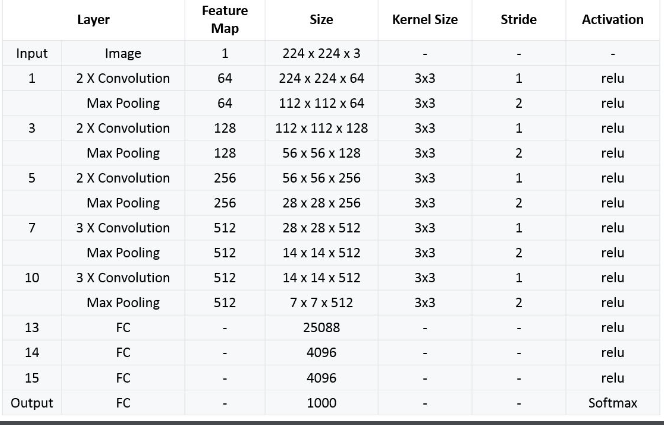 Layer Feature Map Size Kernel Size Stride Activation
Input Image 1 224 x 224 x 3 - - -
1 2 X Convolution 64 224 x 224 x 64 3x3 1 relu
Max Pooling 64 112 x 112 x 64 3x3 2 relu
3 2 X Convolution 128 112 x 112 x 128 3x3 1 relu
Max Pooling 128 56 x 56 x 128 3x3 2 relu
5 2 X Convolution 256 56 x 56 x 256 3x3 1 relu
Max Pooling 256 28 x 28 x 256 3x3 2 relu
7 3 X Convolution 512 28 x 28 x 512 3x3 1 relu
Max Pooling 512 14 x 14 x 512 3x3 2 relu
10 3 X Convolution 512 14 x 14 x 512 3x3 1 relu
Max Pooling 512 7 x 7 x 512 3x3 2 relu
13 FC - 25088 - - relu
14 FC - 4096 - - relu
15 FC - 4096 - - relu
Output FC - 1000 - - Softmax